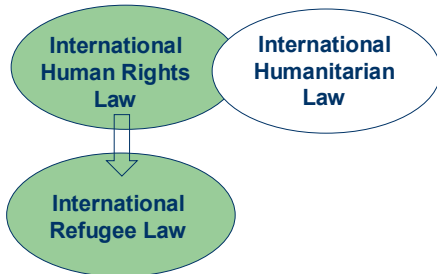 International
Human Rights
Law
International
Humanitarian
Law
International
Refugee Law